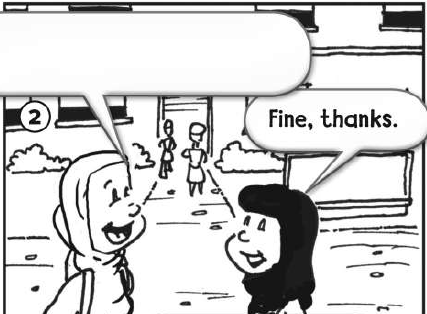 2
Fine, thanks.